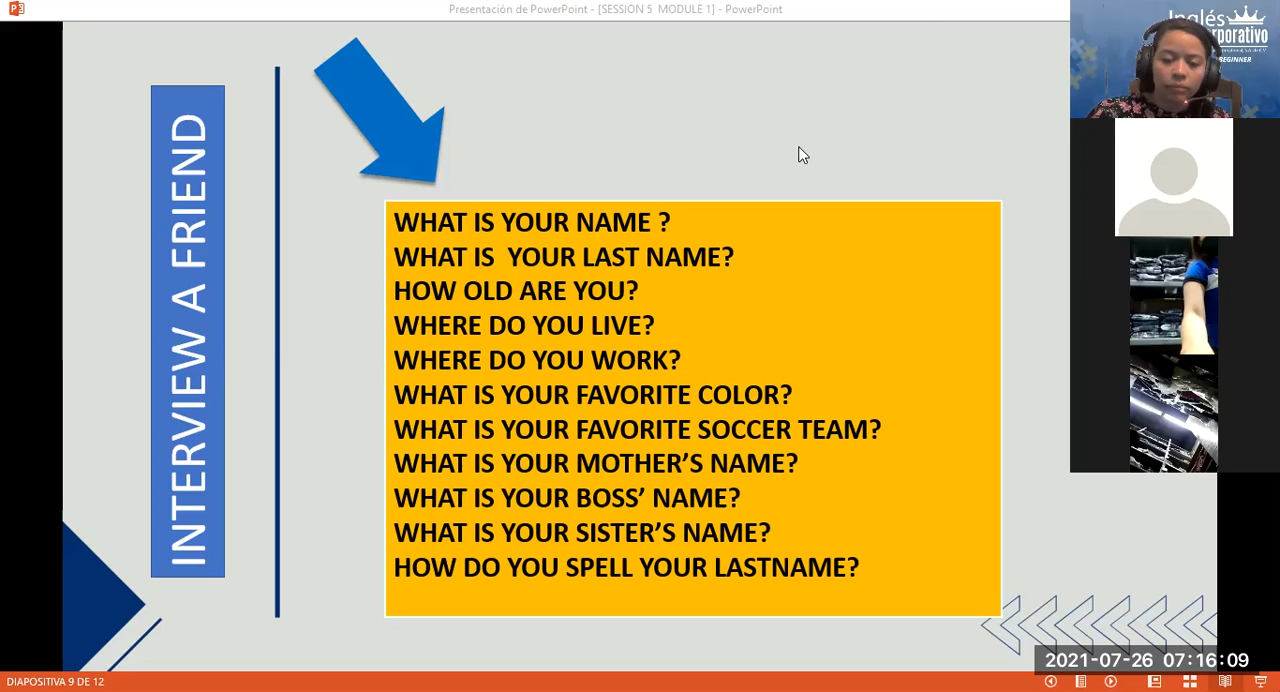 Presentación de PowerPoint - [SESSION 5 MODULE 1] - PowerPoint
Inglés
BEGINNER
INTERVIEW A FRIEND
WHAT IS YOUR NAME ?
WHAT IS YOUR LAST NAME?
HOW OLD ARE YOU?
WHERE DO YOU LIVE?
WHERE DO YOU WORK?
WHAT IS YOUR FAVORITE COLOR?
WHAT IS YOUR FAVORITE SOCCER TEAM?
WHAT IS YOUR MOTHER’S NAME?
WHAT IS YOUR BOSS’ NAME?
WHAT IS YOUR SISTER’S NAME?
HOW DO YOU SPELL YOUR LASTNAME?
2021-07-26 07:16:09
DIAPOSITIVA 9 DE 12